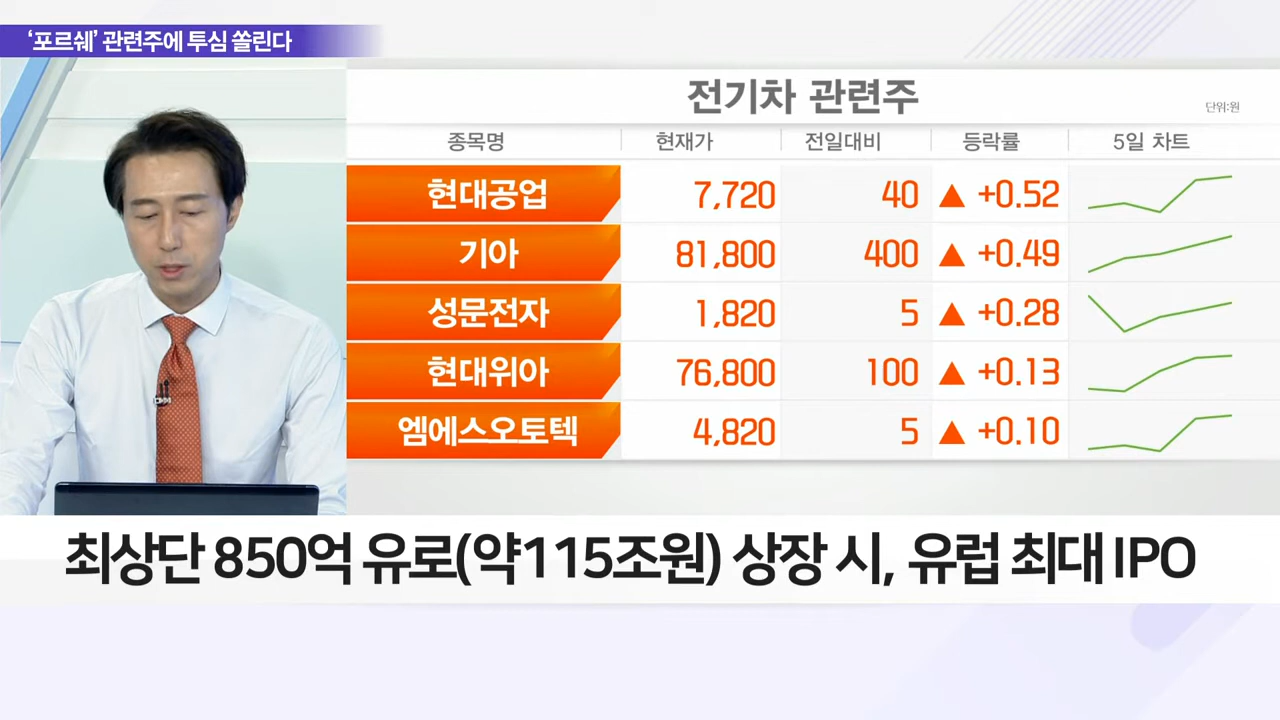 ‘포르쉐’ 관련주에 투심 쏠린다
전기차 관련주
단위:원
종목명 현재가 전일대비 등락률 5일 차트
현대공업 7,720 40 ▲ +0.52
기아 81,800 400 ▲ +0.49
성문전자 1,820 5 ▲ +0.28
현대위아 76,800 100 ▲ +0.13
엠에스오토텍 4,820 5 ▲ +0.10
최상단 850억 유로(약115조원) 상장 시, 유럽 최대 IPO